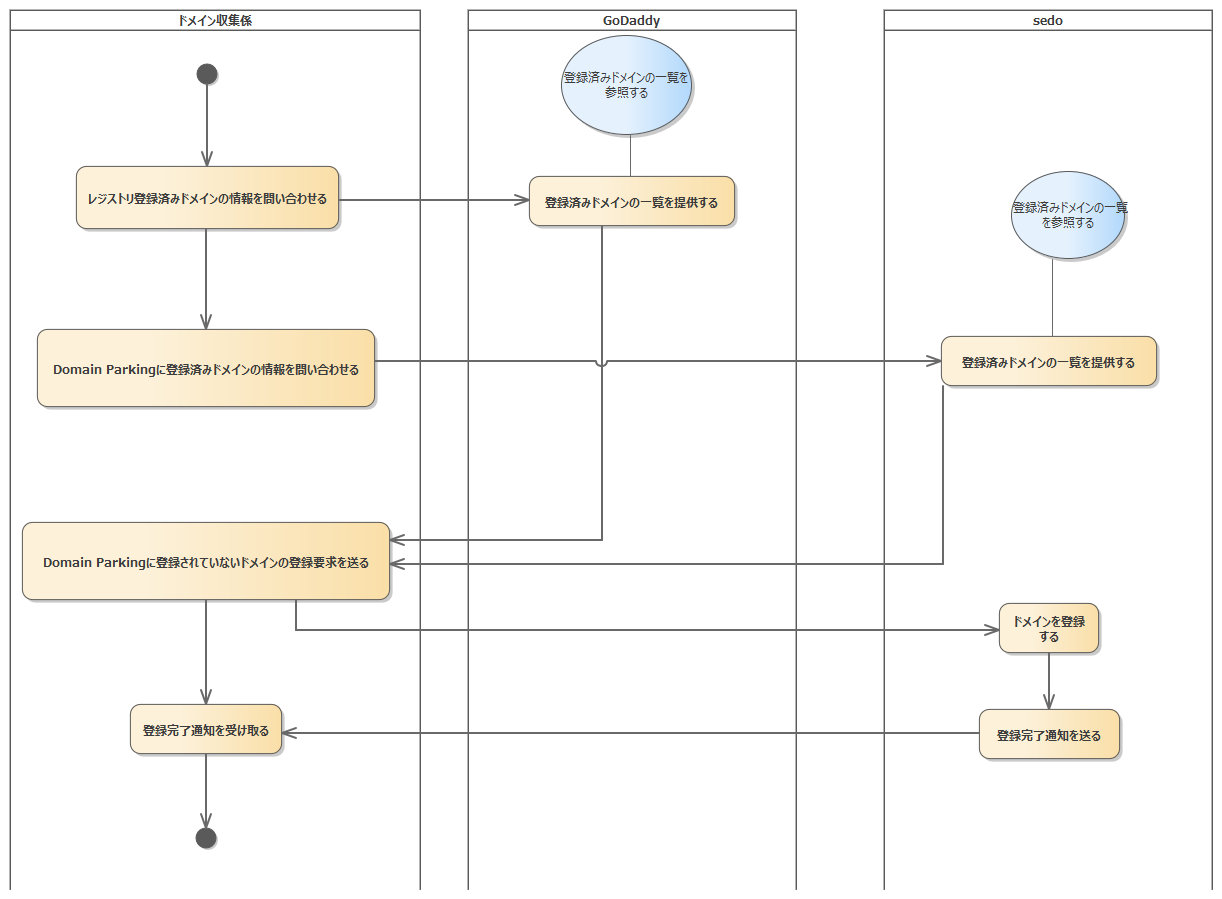 ドメイン収集係
GoDaddy
sedo
登録済みドメインの一覧を
参照する
レジストリ登録済みドメインの情報を問い合わせる
登録済みドメインの一覧を提供する
登録済みドメインの一覧
を参照する
Domain Parkingに登録済みドメインの情報を問い合わせる
登録済みドメインの一覧を提供する
Domain Parkingに登録されていないドメインの登録要求を送る
ドメインを登録
する
登録完了通知を受け取る
登録完了通知を送る